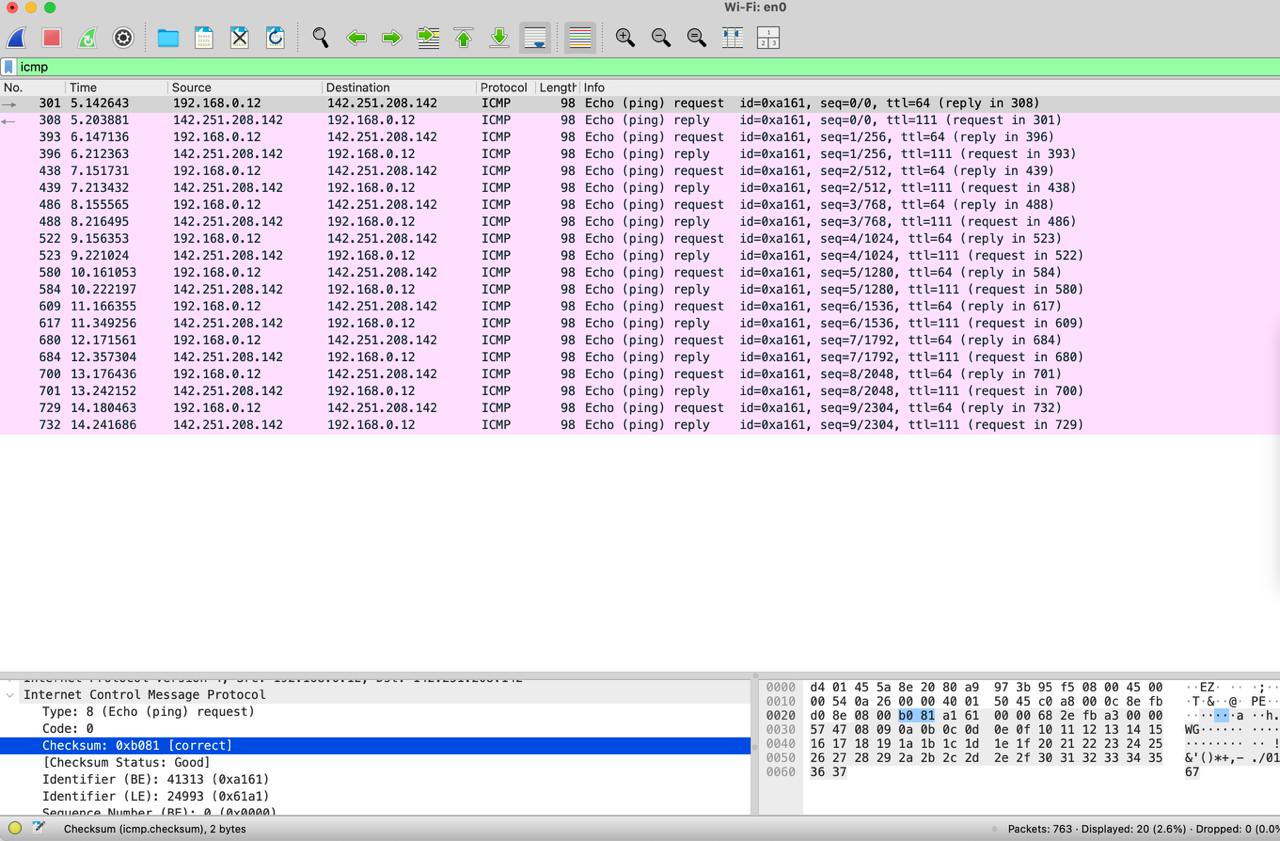 Wi-Fi: en0
icmp
No. Time Source Destination Protocol Length Info
301 5.142643 192.168.0.12 142.251.208.142 ICMP 98 Echo (ping) request id=0xa161, seq=0/0, ttl=64 (reply in 308)
308 5.203881 142.251.208.142 192.168.0.12 ICMP 98 Echo (ping) reply id=0xa161, seq=0/0, ttl=111 (request in 301)
393 6.147136 192.168.0.12 142.251.208.142 ICMP 98 Echo (ping) request id=0xa161, seq=1/256, ttl=64 (reply in 396)
396 6.212363 142.251.208.142 192.168.0.12 ICMP 98 Echo (ping) reply id=0xa161, seq=1/256, ttl=111 (request in 393)
438 7.151731 192.168.0.12 142.251.208.142 ICMP 98 Echo (ping) request id=0xa161, seq=2/512, ttl=64 (reply in 439)
439 7.213432 142.251.208.142 192.168.0.12 ICMP 98 Echo (ping) reply id=0xa161, seq=2/512, ttl=111 (request in 438)
486 8.155565 192.168.0.12 142.251.208.142 ICMP 98 Echo (ping) request id=0xa161, seq=3/768, ttl=64 (reply in 488)
488 8.216495 142.251.208.142 192.168.0.12 ICMP 98 Echo (ping) reply id=0xa161, seq=3/768, ttl=111 (request in 486)
522 9.156353 192.168.0.12 142.251.208.142 ICMP 98 Echo (ping) request id=0xa161, seq=4/1024, ttl=64 (reply in 523)
523 9.221024 142.251.208.142 192.168.0.12 ICMP 98 Echo (ping) reply id=0xa161, seq=4/1024, ttl=111 (request in 522)
580 10.161053 192.168.0.12 142.251.208.142 ICMP 98 Echo (ping) request id=0xa161, seq=5/1280, ttl=64 (reply in 584)
584 10.222197 142.251.208.142 192.168.0.12 ICMP 98 Echo (ping) reply id=0xa161, seq=5/1280, ttl=111 (request in 580)
609 11.166355 192.168.0.12 142.251.208.142 ICMP 98 Echo (ping) request id=0xa161, seq=6/1536, ttl=64 (reply in 617)
617 11.349256 142.251.208.142 192.168.0.12 ICMP 98 Echo (ping) reply id=0xa161, seq=6/1536, ttl=111 (request in 609)
680 12.171561 192.168.0.12 142.251.208.142 ICMP 98 Echo (ping) request id=0xa161, seq=7/1792, ttl=64 (reply in 684)
684 12.357304 142.251.208.142 192.168.0.12 ICMP 98 Echo (ping) reply id=0xa161, seq=7/1792, ttl=111 (request in 680)
700 13.176436 192.168.0.12 142.251.208.142 ICMP 98 Echo (ping) request id=0xa161, seq=8/2048, ttl=64 (reply in 701)
701 13.242152 142.251.208.142 192.168.0.12 ICMP 98 Echo (ping) reply id=0xa161, seq=8/2048, ttl=111 (request in 700)
729 14.180463 192.168.0.12 142.251.208.142 ICMP 98 Echo (ping) request id=0xa161, seq=9/2304, ttl=64 (reply in 732)
732 14.241686 142.251.208.142 192.168.0.12 ICMP 98 Echo (ping) reply id=0xa161, seq=9/2304, ttl=111 (request in 729)
Internet Protocol Version 4, Src: 192.168.0.12, Dst: 142.251.208.142
Internet Control Message Protocol
Type: 8 (Echo (ping) request)
Code: 0
Checksum: 0xb081 [correct]
[Checksum Status: Good]
Identifier (BE): 41313 (0xa161)
Identifier (LE): 24993 (0x61a1)
Sequence Number (BE): 0 (0x0000)
0000 d4 01 45 5a 8e 20 80 a9 97 3b 95 f5 08 00 45 00 ··EZ· ·· ·;·
0010 00 54 0a 26 00 00 40 01 50 45 c0 a8 00 0c 8e fb ·T·&··@· PE·
0020 d0 8e 08 00 b0 81 a1 61 00 00 68 2e fb a3 00 00 ·······a ··h.
0030 57 47 08 09 0a 0b 0c 0d 0e 0f 10 11 12 13 14 15 WG······ ····
0040 16 17 18 19 1a 1b 1c 1d 1e 1f 20 21 22 23 24 25 ········ ·· !
0050 26 27 28 29 2a 2b 2c 2d 2e 2f 30 31 32 33 34 35 &'()*+,- ./01
0060 36 37 67
Checksum (icmp.checksum), 2 bytes
Packets: 763 · Displayed: 20 (2.6%) · Dropped: 0 (0.0%